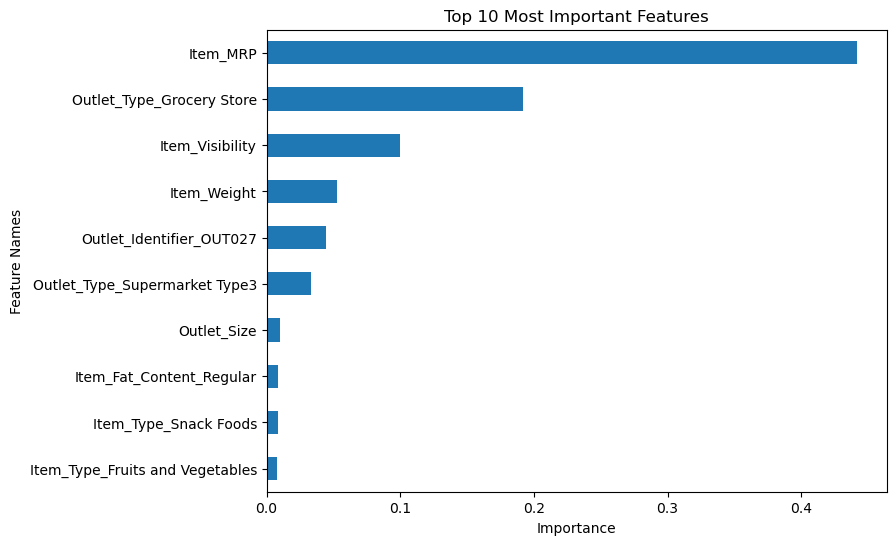 Top 10 Most Important Features
Item_MRP
Outlet_Type_Grocery Store
Item_Visibility
Item_Weight
Outlet_Identifier_OUT027
Outlet_Type_Supermarket Type3
Outlet_Size
Item_Fat_Content_Regular
Item_Type_Snack Foods
Item_Type_Fruits and Vegetables
Feature Names
0.0 0.1 0.2 0.3 0.4
Importance